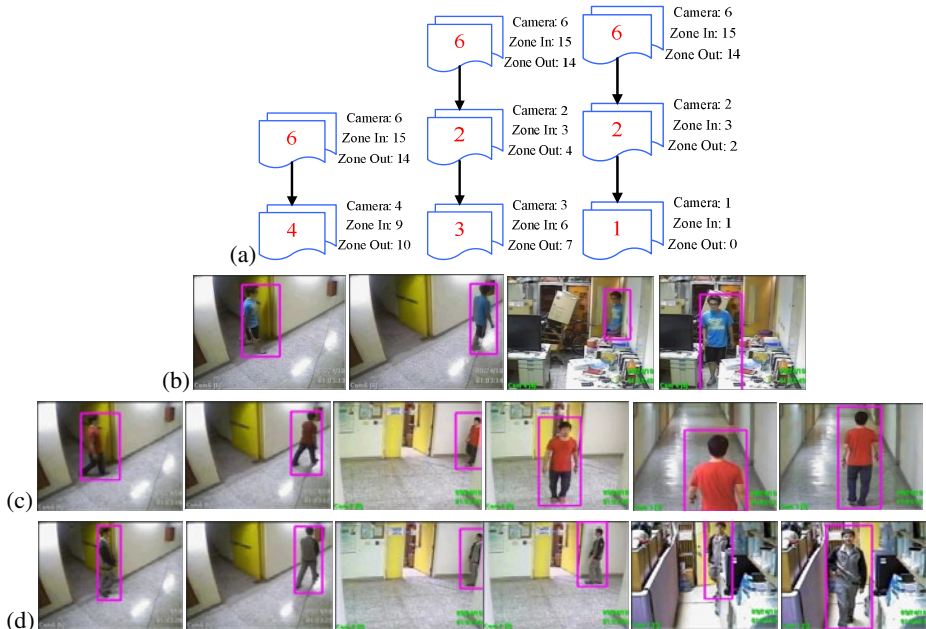 6
Camera: 6
Zone In: 15
Zone Out: 14
6
Camera: 6
Zone In: 15
Zone Out: 14
6
Camera: 6
Zone In: 15
Zone Out: 14
2
Camera: 2
Zone In: 3
Zone Out: 4
2
Camera: 2
Zone In: 3
Zone Out: 2
4
Camera: 4
Zone In: 9
Zone Out: 10
3
Camera: 3
Zone In: 6
Zone Out: 7
1
Camera: 1
Zone In: 1
Zone Out: 0
(a)
(b)
(c)
(d)